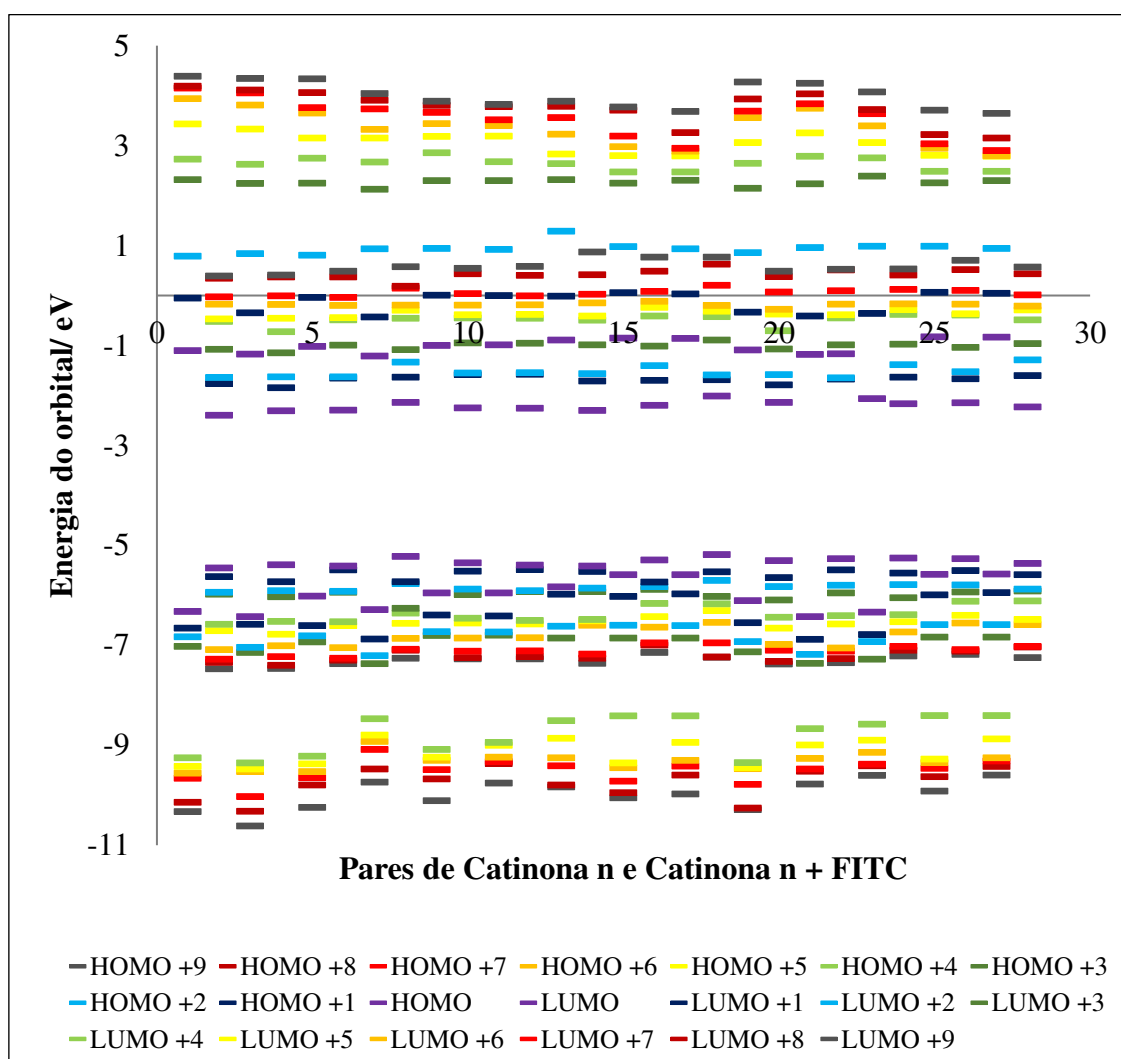 5
3
1
-1
-3
-5
-7
-9
-11
0 5 10 15 20 25 30
Energia do orbital/ eV
Pares de Catinona n e Catinona n + FITC
HOMO +9 HOMO +8 HOMO +7 HOMO +6 HOMO +5 HOMO +4 HOMO +3
HOMO +2 HOMO +1 HOMO LUMO LUMO +1 LUMO +2 LUMO +3
LUMO +4 LUMO +5 LUMO +6 LUMO +7 LUMO +8 LUMO +9